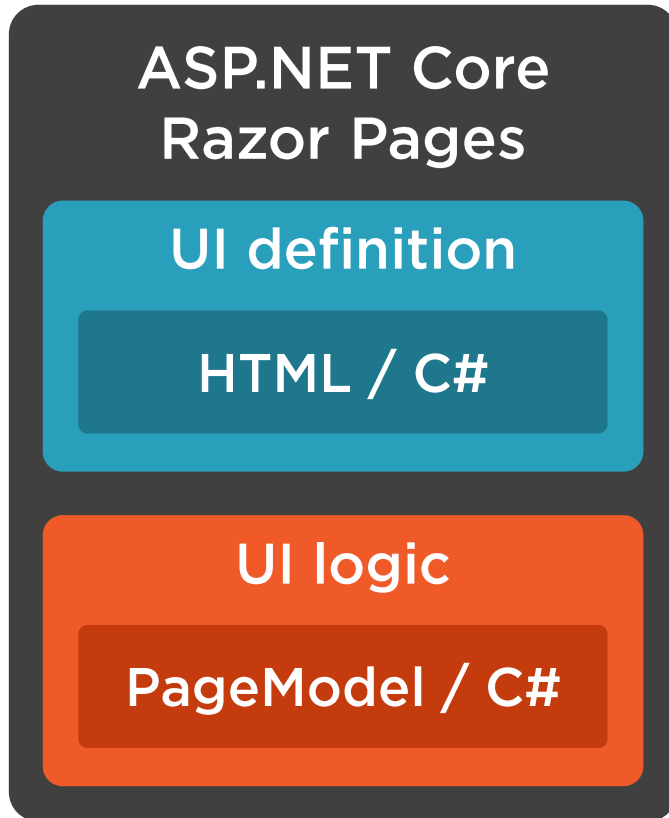 ASP.NET Core
Razor Pages
UI definition
HTML / C#
UI logic
PageModel / C#